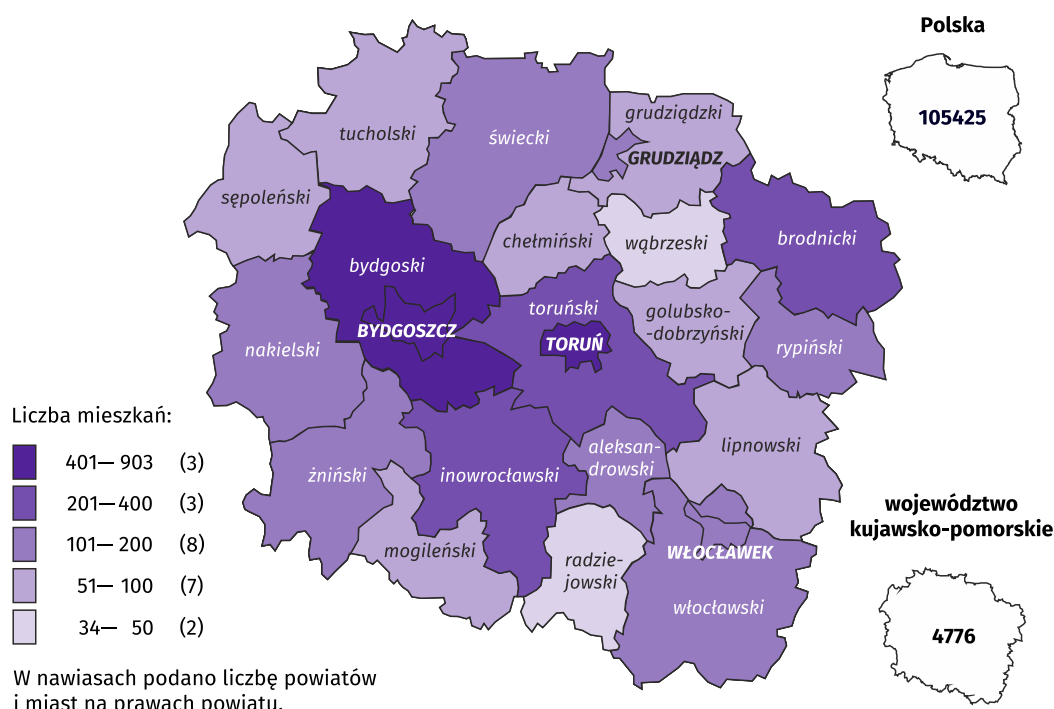 Polska
105425
tucholski
świecki
grudziądzki
GRUDZIĄDZ
sępoleński
chełmiński
wąbrzeski
brodnicki
bydgoski
toruński
golubsko-
-dobrzyński
BYDGOSZCZ
TORUŃ
nakielski
rypiński
Liczba mieszkań:
401— 903 (3)
201— 400 (3)
101— 200 (8)
51— 100 (7)
34— 50 (2)
lipnowski
aleksan-
drowski
żniński
inowrocławski
województwo
kujawsko-pomorskie
mogileński
radzie-
jowski
WŁOCŁAWEK
włocławski
4776
W nawiasach podano liczbę powiatów
i miast na prawach powiatu.